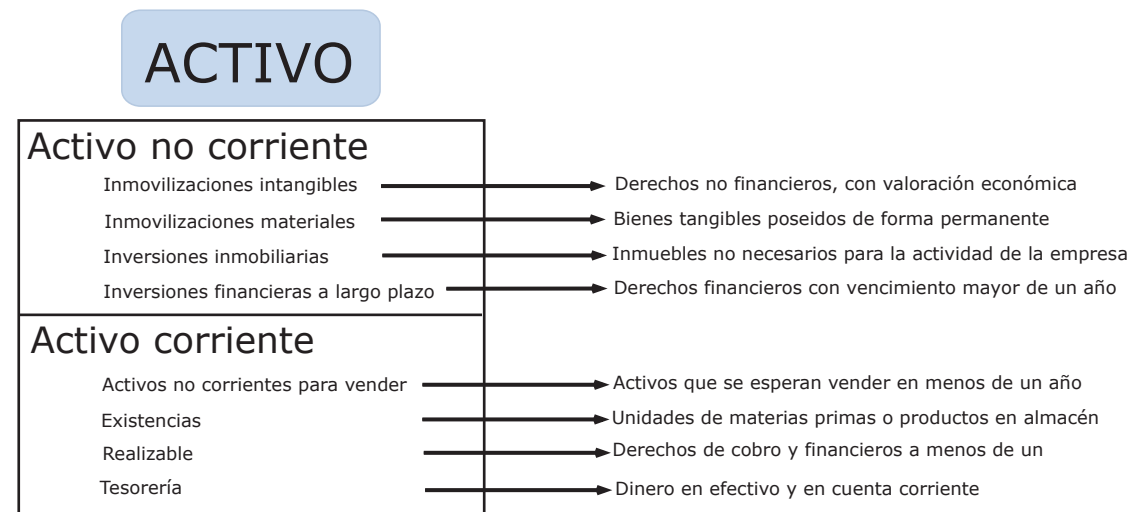 ACTIVO
Activo no corriente
Inmovilizaciones intangibles Derechos no financieros, con valoración económica
Inmovilizaciones materiales Bienes tangibles poseidos de forma permanente
Inversiones inmobiliarias Inmuebles no necesarios para la actividad de la empresa
Inversiones financieras a largo plazo Derechos financieros con vencimiento mayor de un año
Activo corriente
Activos no corrientes para vender Activos que se esperan vender en menos de un año
Existencias Unidades de materias primas o productos en almacén
Realizable Derechos de cobro y financieros a menos de un
Tesorería Dinero en efectivo y en cuenta corriente